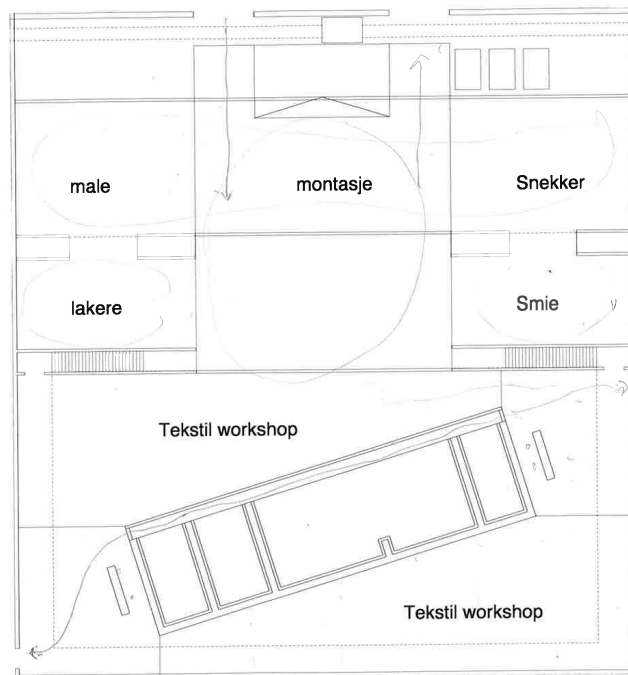 male
montasje
Snekker
lakere
Smie
Tekstil workshop
Tekstil workshop